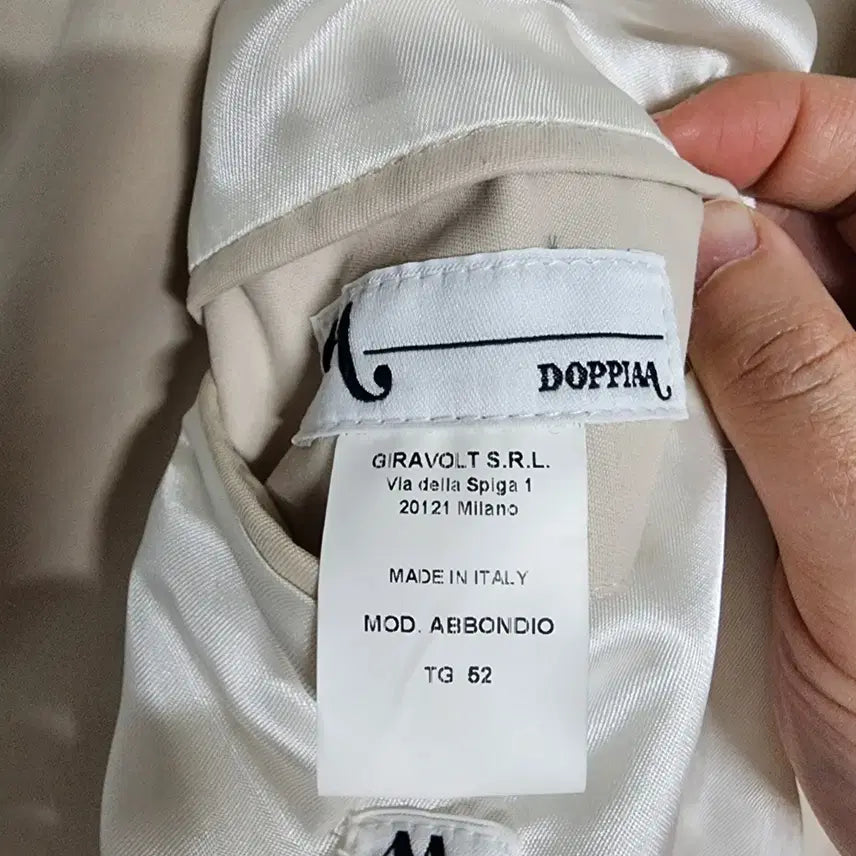 DOPPIAA
GIRAVOLT S.R.L.
Via della Spiga 1
20121 Milano
MADE IN ITALY
MOD. ABBONDIO
TG 52